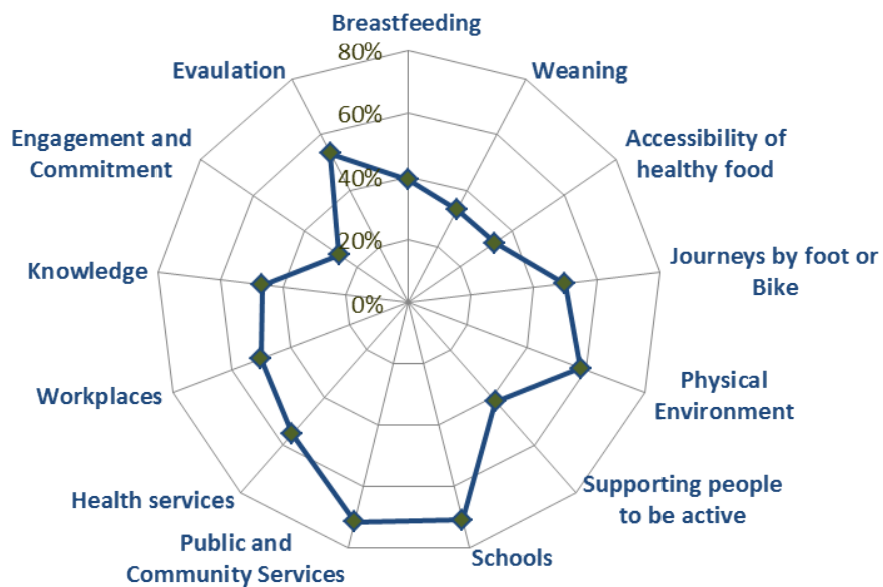 Breastfeeding
Weaning
Accessibility of
healthy food
Journeys by foot or
Bike
Physical
Environment
Supporting people
to be active
Schools
Public and
Community Services
Health services
Workplaces
Knowledge
Engagement and
Commitment
Evaulation
80%
60%
40%
20%
0%